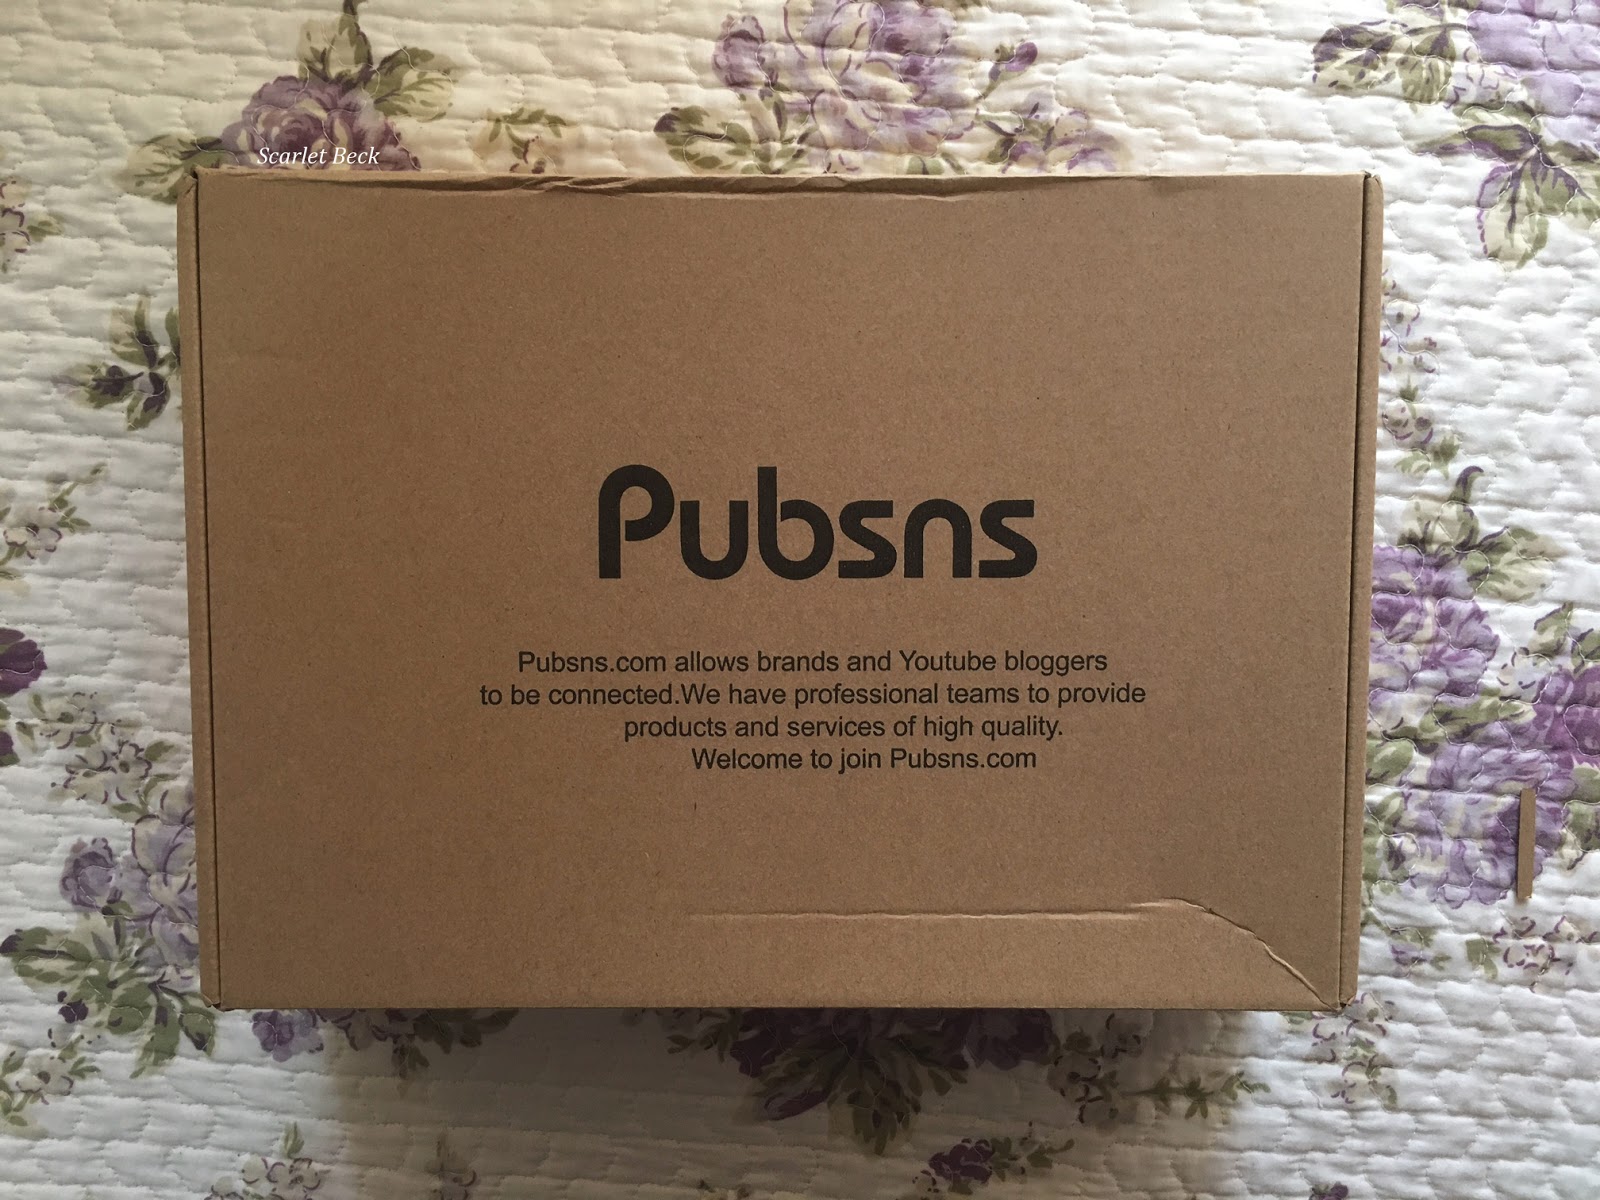 Scarlet Beck
Pubsns
Pubsns.com allows brands and Youtube bloggers
to be connected.We have professional teams to provide
products and services of high quality.
Welcome to join Pubsns.com